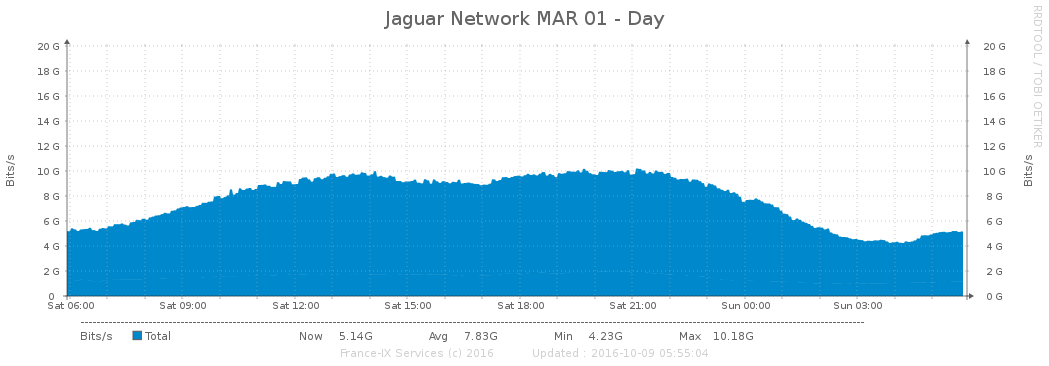 Jaguar Network MAR 01 - Day
RRDTOOL / TOBI OETIKER
Bits/s
20 G
18 G
16 G
14 G
12 G
10 G
8 G
6 G
4 G
2 G
0
20 G
18 G
16 G
14 G
12 G
10 G
8 G
6 G
4 G
2 G
0 G
Bits/s
Sat 06:00 Sat 09:00 Sat 12:00 Sat 15:00 Sat 18:00 Sat 21:00 Sun 00:00 Sun 03:00
Bits/s Total Now 5.14G Avg 7.83G Min 4.23G Max 10.18G
France-IX Services (c) 2016 Updated : 2016-10-09 05:55:04